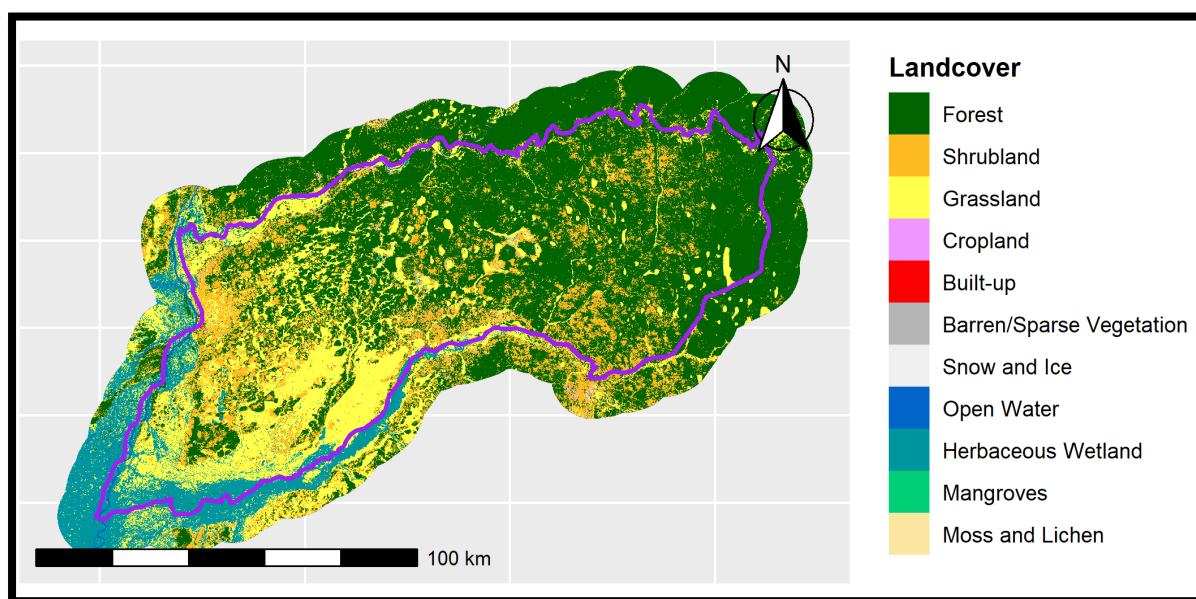 N
Landcover
Forest
Shrubland
Grassland
Cropland
Built-up
Barren/Sparse Vegetation
Snow and Ice
Open Water
Herbaceous Wetland
Mangroves
Moss and Lichen
100 km